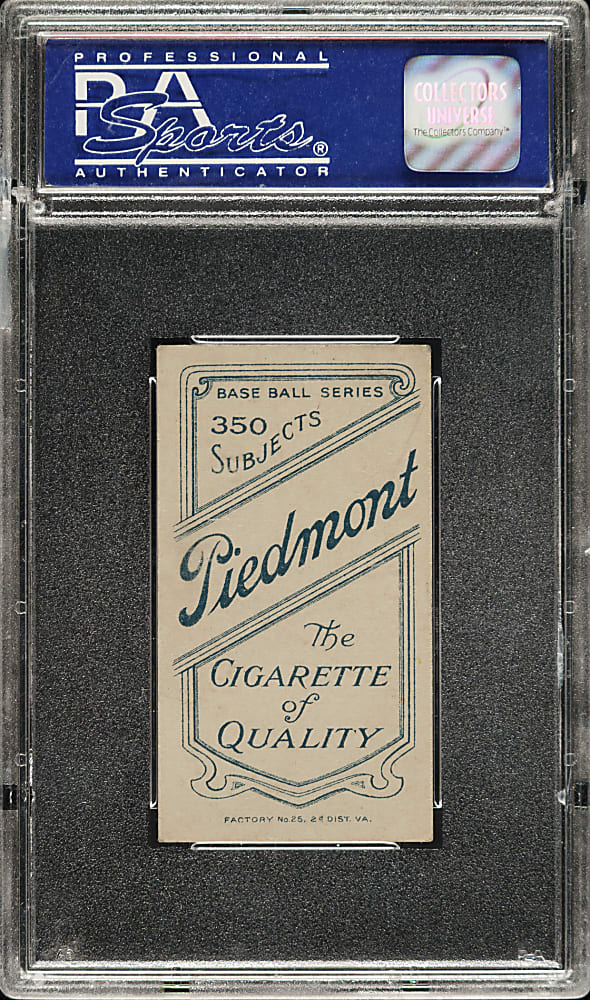 PROFESSIONAL
PSA
Sports®
AUTHENTICATOR
COLLECTORS
UNIVERSE
The Collectors Company™
BASE BALL SERIES
350
SUBJECTS
Piedmont
The
CIGARETTE
of
QUALITY
FACTORY No. 25, 2d DIST. VA.